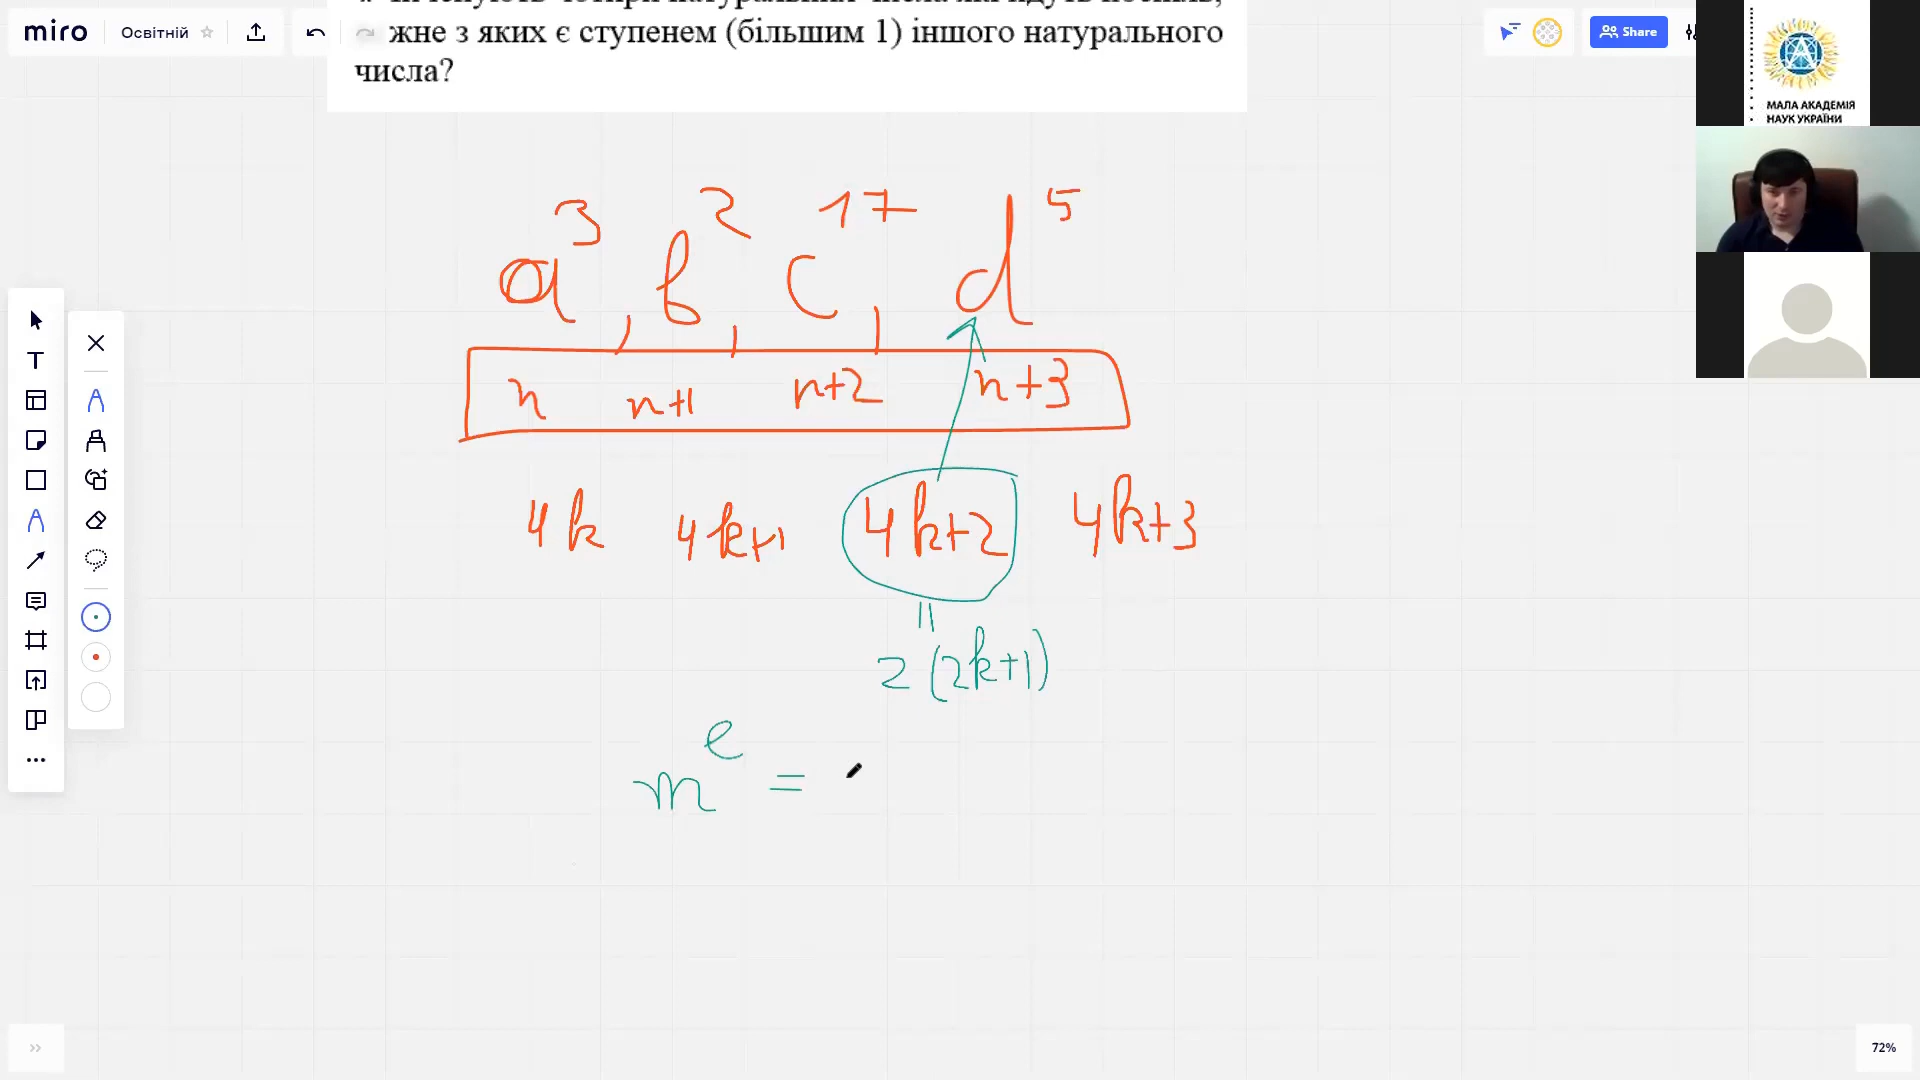 miro Освітній
Share
жне з яких є ступенем (більшим 1) іншого натурального
числа?
МАЛА АКАДЕМІЯ
НАУК УКРАЇНИ
a³, b², c¹⁷, d⁵
n n+1 n+2 n+3
4k 4k+1 4k+2 4k+3
=
2(2k+1)
mᵉ =
T
72%